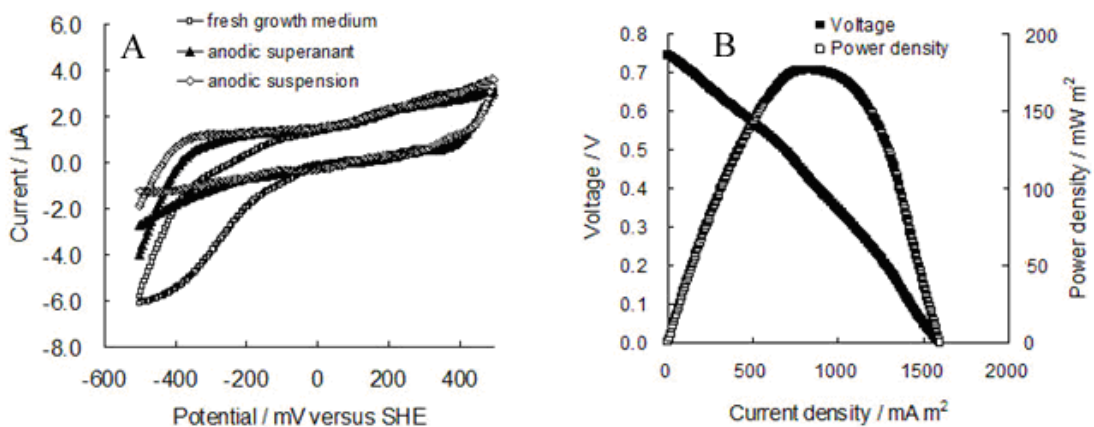 A
fresh growth medium
anodic superanant
anodic suspension
6.0
4.0
2.0
0.0
-2.0
-4.0
-6.0
-8.0
Current / µA
-600 -400 -200 0 200 400
Potential / mV versus SHE
B
Voltage
Power density
0.8
0.7
0.6
0.5
0.4
0.3
0.2
0.1
0.0
Voltage / V
200
150
100
50
0
Power density / mW m²
0 500 1000 1500 2000
Current density / mA m²